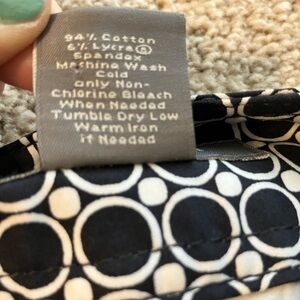 94% Cotton
6% Lycra®
Spandex
Machine Wash
Cold
only Non-
Chlorine Bleach
When Needed
Tumble Dry Low
Warm Iron
if Needed